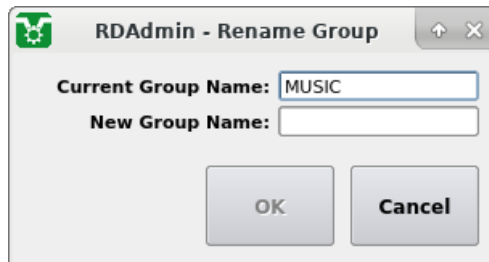 RDAdmin - Rename Group
Current Group Name: MUSIC
New Group Name:
OK Cancel